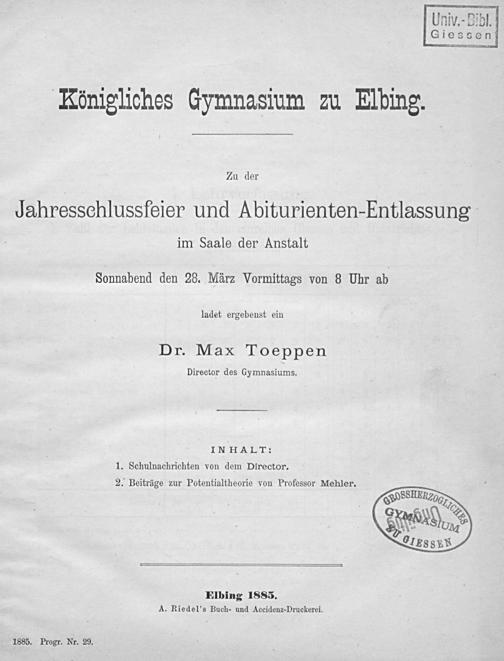 Univ.-Bibl.
Giessen
Königliches Gymnasium zu Elbing.
Zu der
Jahresschlussfeier und Abiturienten-Entlassung
im Saale der Anstalt
Sonnabend den 28. März Vormittags von 8 Uhr ab
ladet ergebenst ein
Dr. Max Toeppen
Director des Gymnasiums.
INHALT:
1. Schulnachrichten von dem Director.
2. Beiträge zur Potentialtheorie von Professor Mehler.
GROSSHERZOGLICHES
GYMNASIUM
ZU GIESSEN
Elbing 1885.
A. Riedel's Buch- und Accidenz-Druckerei.
1885. Progr. Nr. 29.